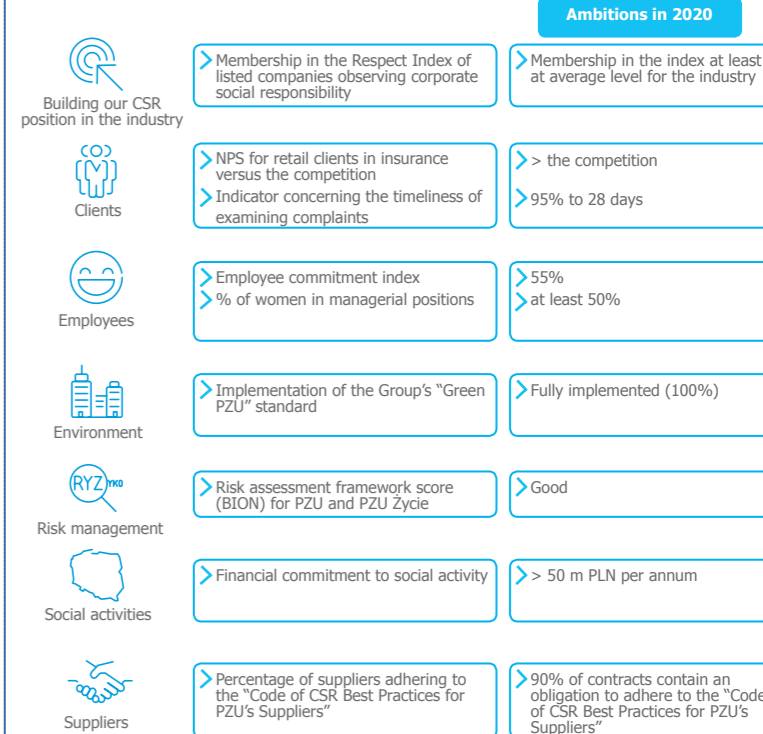 Ambitions in 2020
Building our CSR
position in the industry
Membership in the Respect Index of
listed companies observing corporate
social responsibility
Membership in the index at least
at average level for the industry
Clients
NPS for retail clients in insurance
versus the competition
Indicator concerning the timeliness of
examining complaints
> the competition
95% to 28 days
Employees
Employee commitment index
% of women in managerial positions
55%
at least 50%
Environment
Implementation of the Group's “Green
PZU” standard
Fully implemented (100%)
RYZYKO
Risk management
Risk assessment framework score
(BION) for PZU and PZU Życie
Good
Social activities
Financial commitment to social activity
> 50 m PLN per annum
Suppliers
Percentage of suppliers adhering to
the “Code of CSR Best Practices for
PZU's Suppliers”
90% of contracts contain an
obligation to adhere to the “Code
of CSR Best Practices for PZU's
Suppliers”